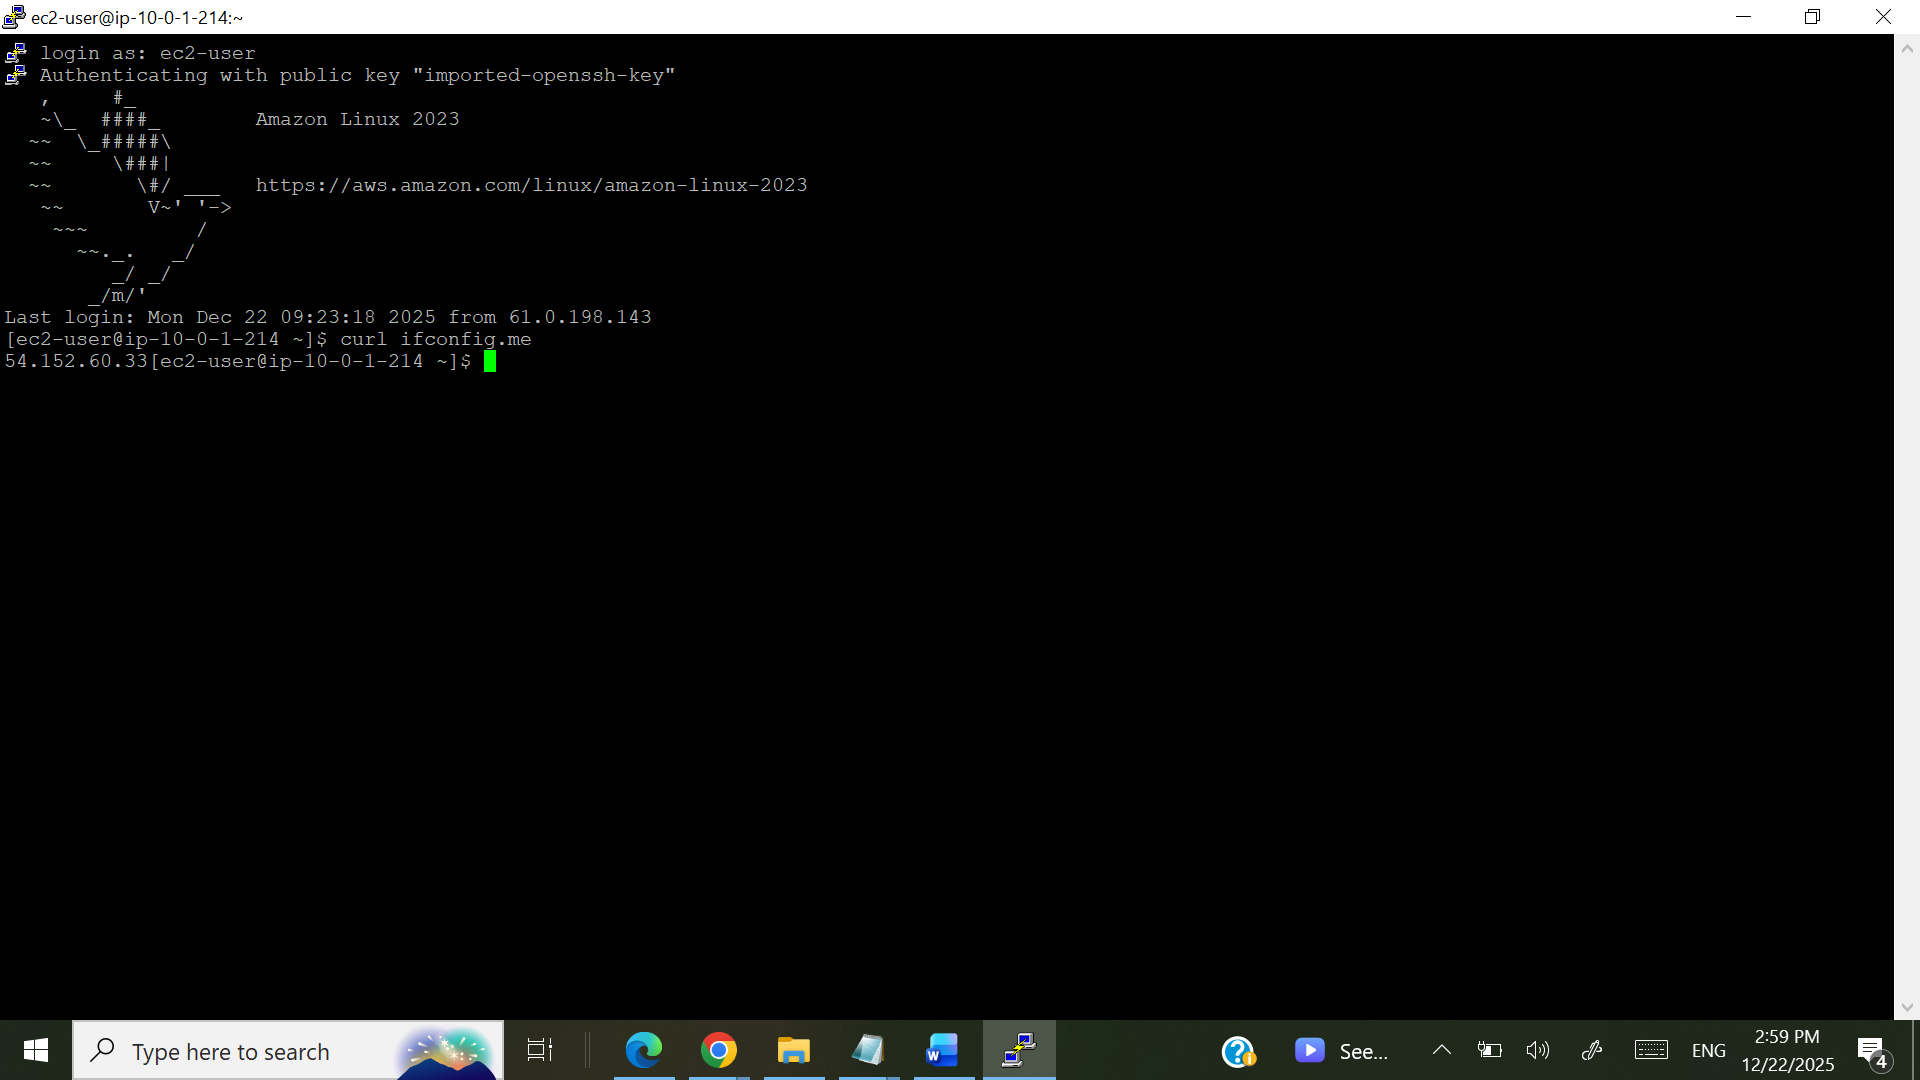 ec2-user@ip-10-0-1-214:~
login as: ec2-user
Authenticating with public key "imported-openssh-key"
   ,     #_
   ~\_  ####_        Amazon Linux 2023
  ~~  \_#####\
  ~~     \###|
  ~~       \#/ ___   https://aws.amazon.com/linux/amazon-linux-2023
   ~~       V~' '->
    ~~~         /
      ~~._.   _/
         _/ _/
       _/m/'
Last login: Mon Dec 22 09:23:18 2025 from 61.0.198.143
[ec2-user@ip-10-0-1-214 ~]$ curl ifconfig.me
54.152.60.33[ec2-user@ip-10-0-1-214 ~]$
Type here to search
See...
ENG
2:59 PM
12/22/2025
4